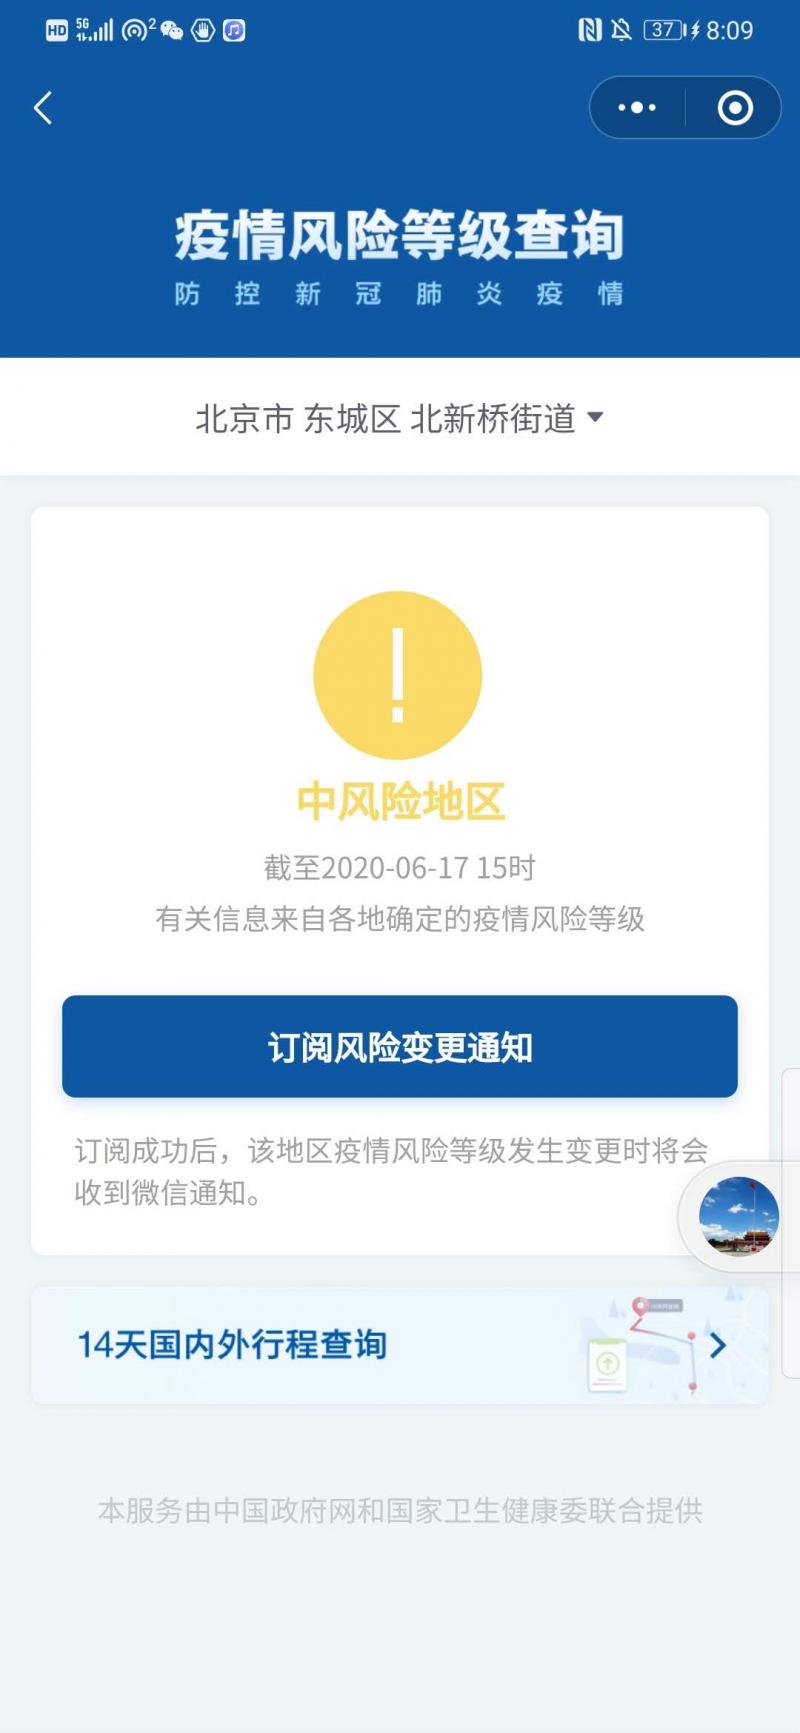 HD 5G 2 37 8:09
疫情风险等级查询
防控新冠肺炎疫情
北京市 东城区 北新桥街道
!
中风险地区
截至2020-06-17 15时
有关信息来自各地确定的疫情风险等级
订阅风险变更通知
订阅成功后，该地区疫情风险等级发生变更时将会
收到微信通知。
14天国内外行程查询
本服务由中国政府网和国家卫生健康委联合提供